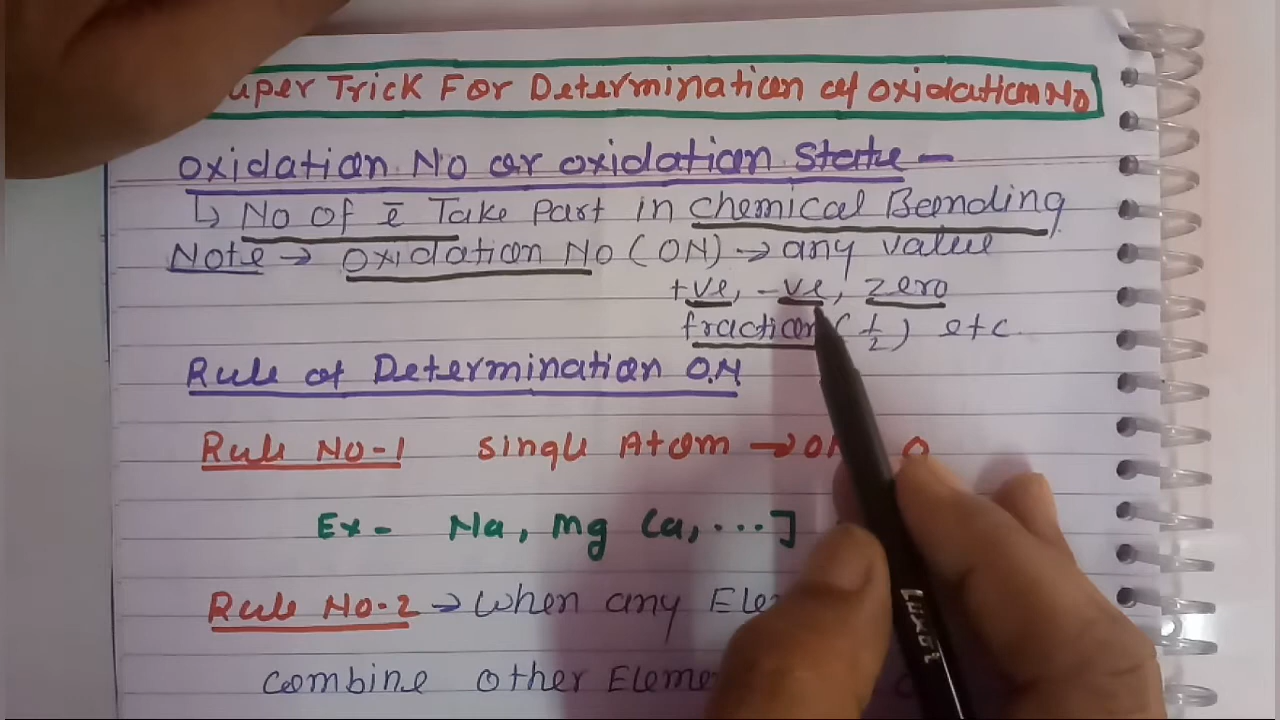 uper Trick For Determination of Oxidation No
Oxidation No or oxidation State –
↳ No of ē Take Part in Chemical Bonding
Note → Oxidation No (ON) → any value
+ve, -ve, zero
fraction (1/2) etc.
Rule of Determination O.N
Rule No-1 Single Atom → ON 0
Ex- Na, Mg Ca, ...]
Rule No-2 → When any Ele
Combine Other Eleme
Luxor